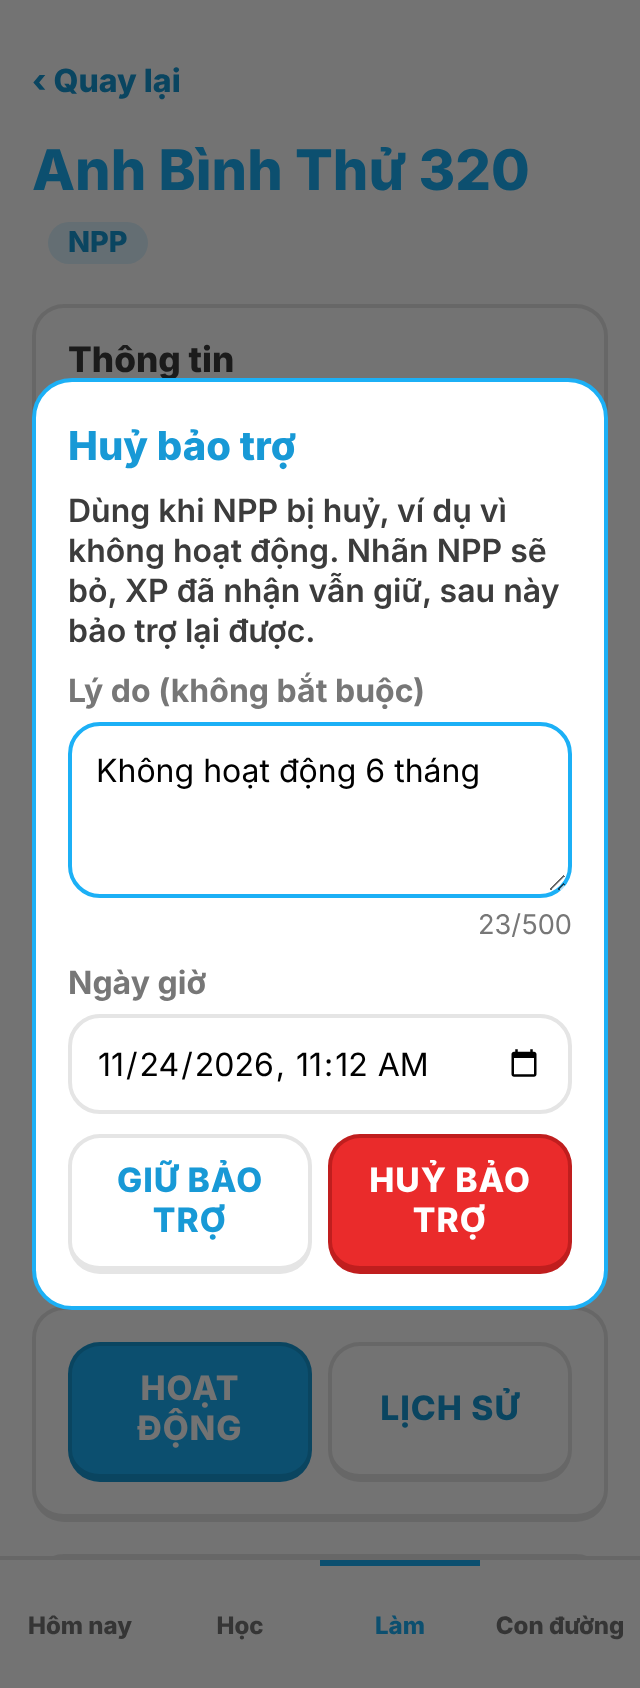 ‹ Quay lại
Anh Bình Thử 320
NPP
Thông tin
Huỷ bảo trợ
Dùng khi NPP bị huỷ, ví dụ vì
không hoạt động. Nhãn NPP sẽ
bỏ, XP đã nhận vẫn giữ, sau này
bảo trợ lại được.
Lý do (không bắt buộc)
Không hoạt động 6 tháng
23/500
Ngày giờ
11/24/2026, 11:12 AM
GIỮ BẢO
TRỢ
HUỶ BẢO
TRỢ
HOẠT
ĐỘNG
LỊCH SỬ
Hôm nay
Học
Làm
Con đường